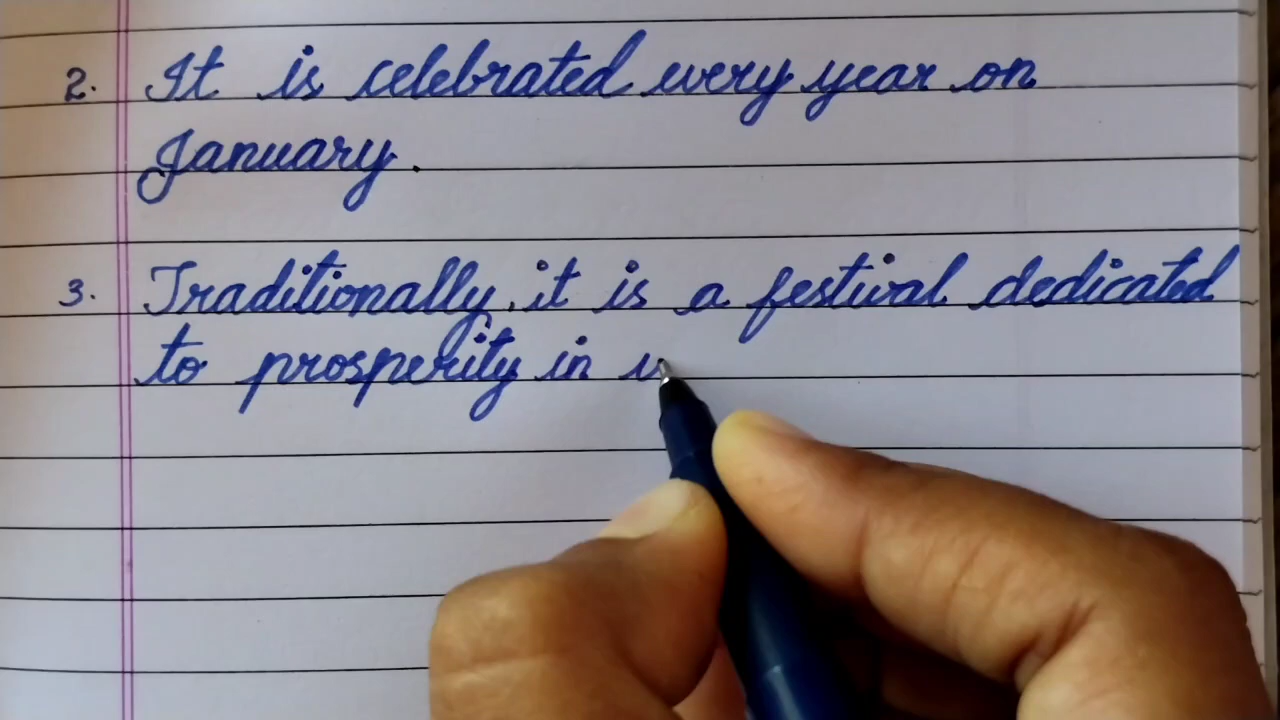 2. It is celebrated every year on
January.
3. Traditionally, it is a festival dedicated
to prosperity in